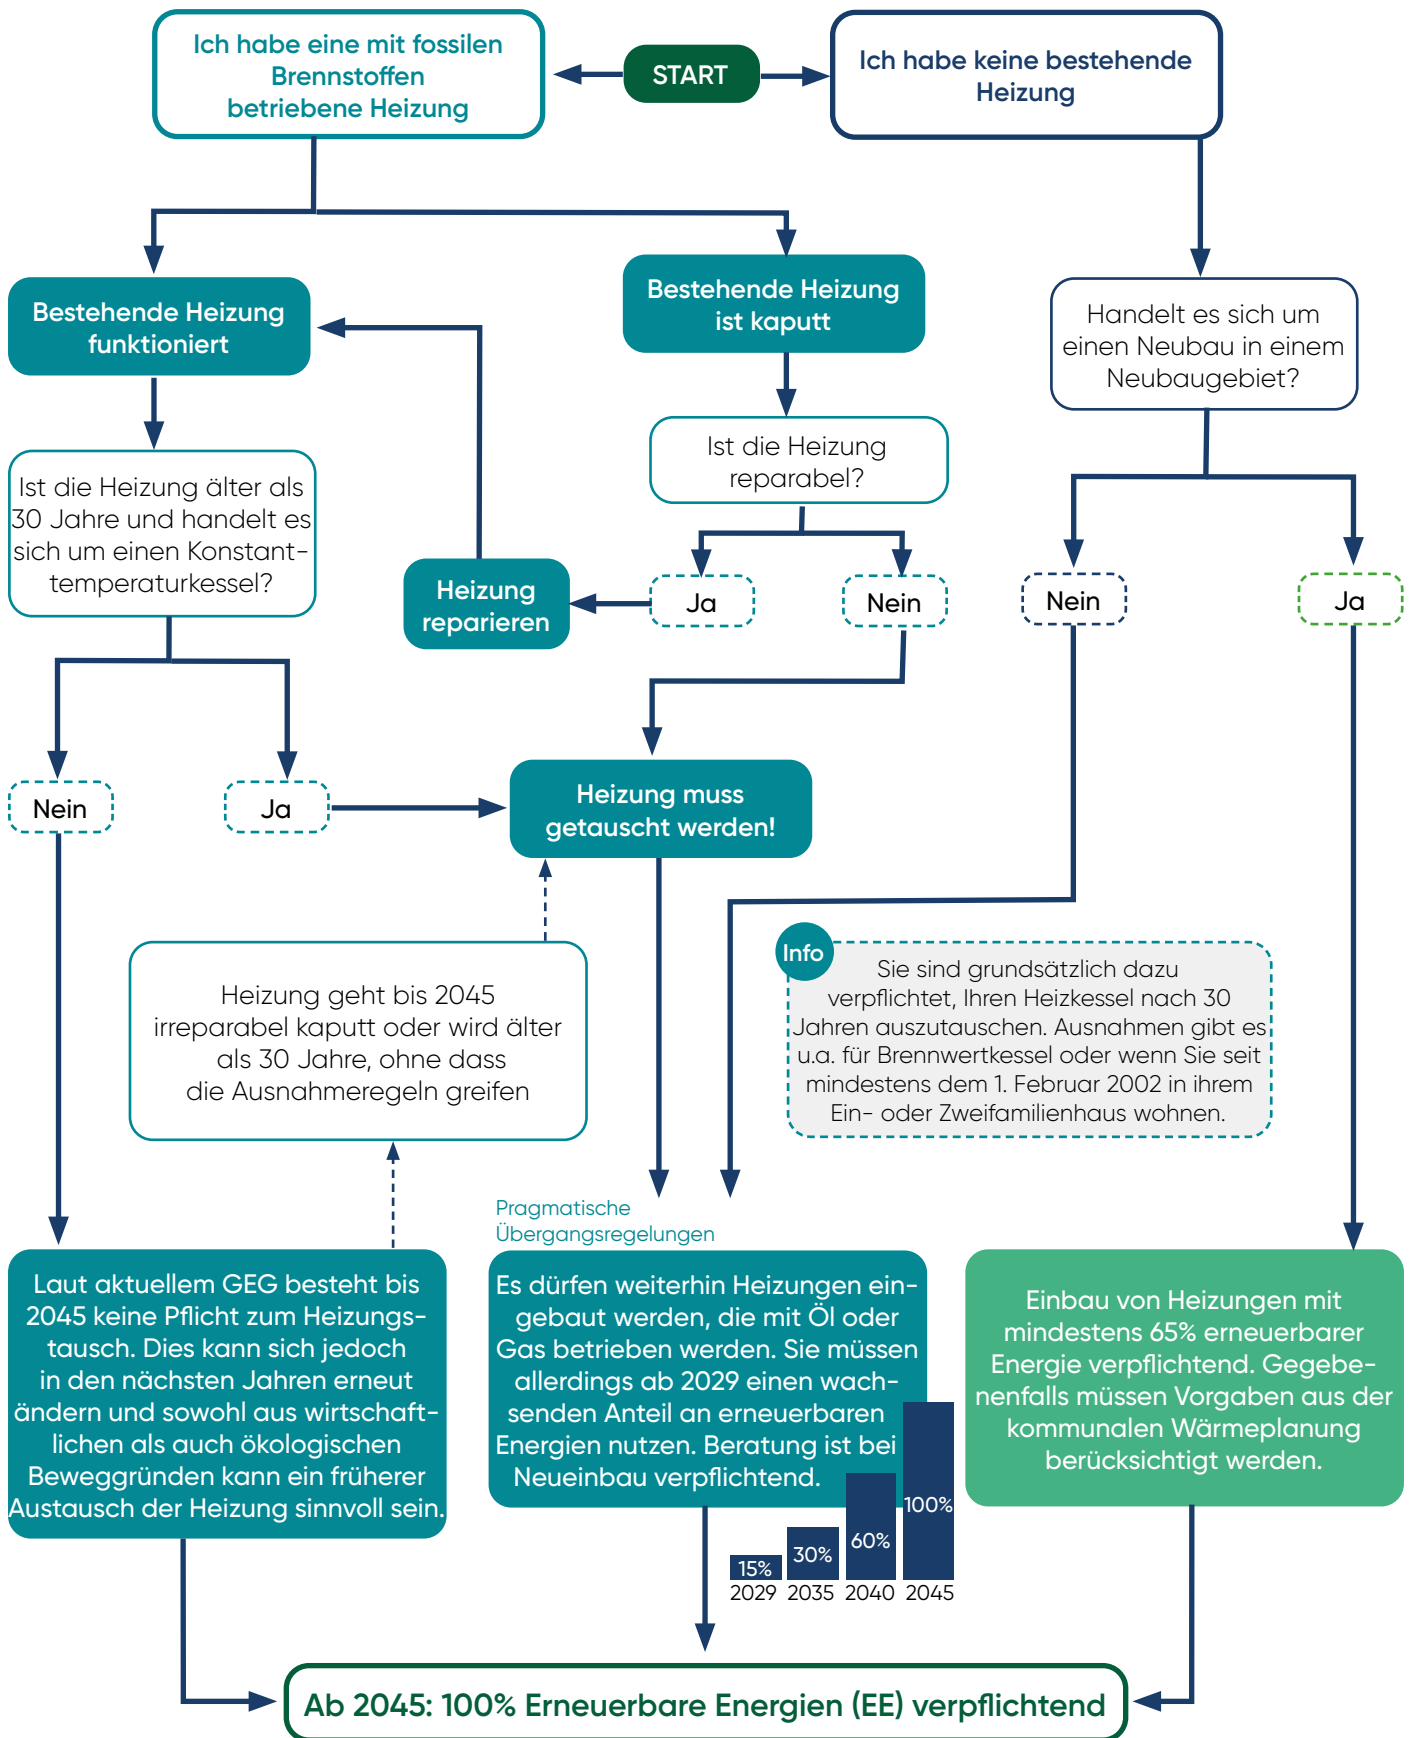 Ich habe eine mit fossilen
Brennstoffen
betriebene Heizung
START
Ich habe keine bestehende
Heizung
Bestehende Heizung
funktioniert
Bestehende Heizung
ist kaputt
Handelt es sich um
einen Neubau in einem
Neubaugebiet?
Ist die Heizung
reparabel?
Ist die Heizung älter als
30 Jahre und handelt es
sich um einen Konstant-
temperaturkessel?
Heizung
reparieren
Ja
Nein
Nein
Ja
Nein
Ja
Heizung muss
getauscht werden!
Heizung geht bis 2045
irreparabel kaputt oder wird älter
als 30 Jahre, ohne dass
die Ausnahmeregeln greifen
Info
Sie sind grundsätzlich dazu
verpflichtet, Ihren Heizkessel nach 30
Jahren auszutauschen. Ausnahmen gibt es
u.a. für Brennwertkessel oder wenn Sie seit
mindestens dem 1. Februar 2002 in ihrem
Ein- oder Zweifamilienhaus wohnen.
Pragmatische
Übergangsregelungen
Laut aktuellem GEG besteht bis
2045 keine Pflicht zum Heizungs-
tausch. Dies kann sich jedoch
in den nächsten Jahren erneut
ändern und sowohl aus wirtschaft-
lichen als auch ökologischen
Beweggründen kann ein früherer
Austausch der Heizung sinnvoll sein.
Es dürfen weiterhin Heizungen ein-
gebaut werden, die mit Öl oder
Gas betrieben werden. Sie müssen
allerdings ab 2029 einen wach-
senden Anteil an erneuerbaren
Energien nutzen. Beratung ist bei
Neueinbau verpflichtend.
15%
30%
60%
100%
2029
2035
2040
2045
Einbau von Heizungen mit
mindestens 65% erneuerbarer
Energie verpflichtend. Gegebe-
nenfalls müssen Vorgaben aus der
kommunalen Wärmeplanung
berücksichtigt werden.
Ab 2045: 100% Erneuerbare Energien (EE) verpflichtend